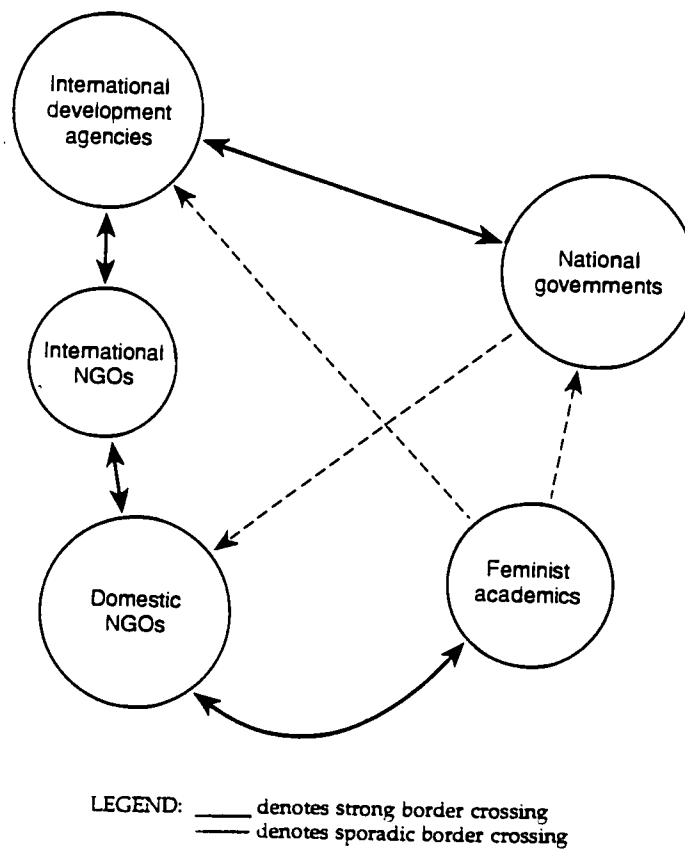 International
development
agencies
National
governments
International
NGOs
Feminist
academics
Domestic
NGOs
LEGEND: denotes strong border crossing
denotes sporadic border crossing